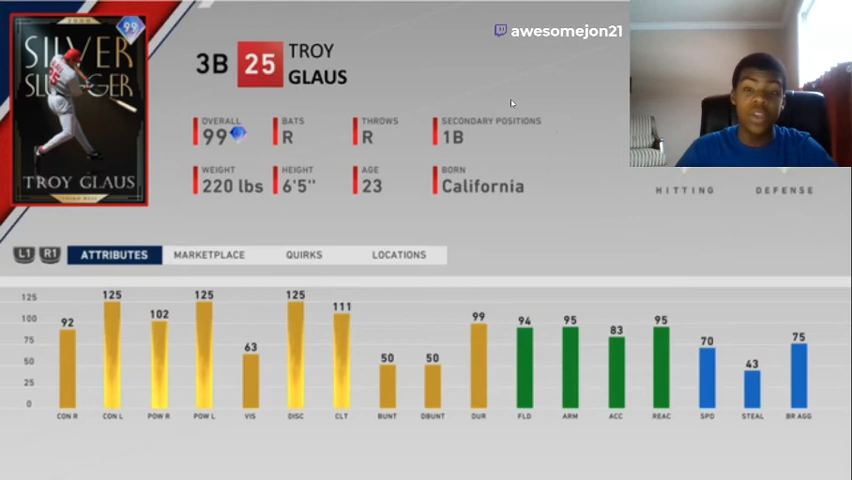 99
SILVER
SLUGGER
TROY GLAUS
THIRD BASE
3B 25 TROY
GLAUS
awesomejon21
OVERALL BATS THROWS SECONDARY POSITIONS
99 R R 1B
WEIGHT HEIGHT AGE BORN
220 lbs 6'5" 23 California
HITTING DEFENSE
L1 R1 ATTRIBUTES MARKETPLACE QUIRKS LOCATIONS
125
100
75
50
25
0
92 125 102 125 63 125 111 50 50 99 94 95 83 95 70 43 75
CON R CON L POW R POW L VIS DISC CLT BUNT DBUNT DUR FLD ARM ACC REAC SPD STEAL BR AGG